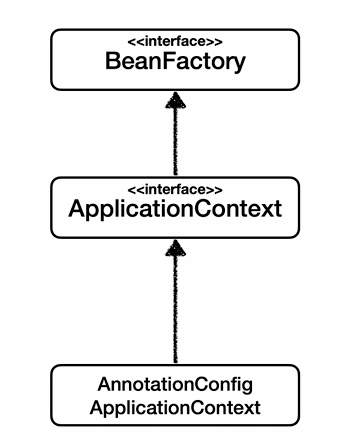 <<interface>>
BeanFactory
<<interface>>
ApplicationContext
AnnotationConfig
ApplicationContext